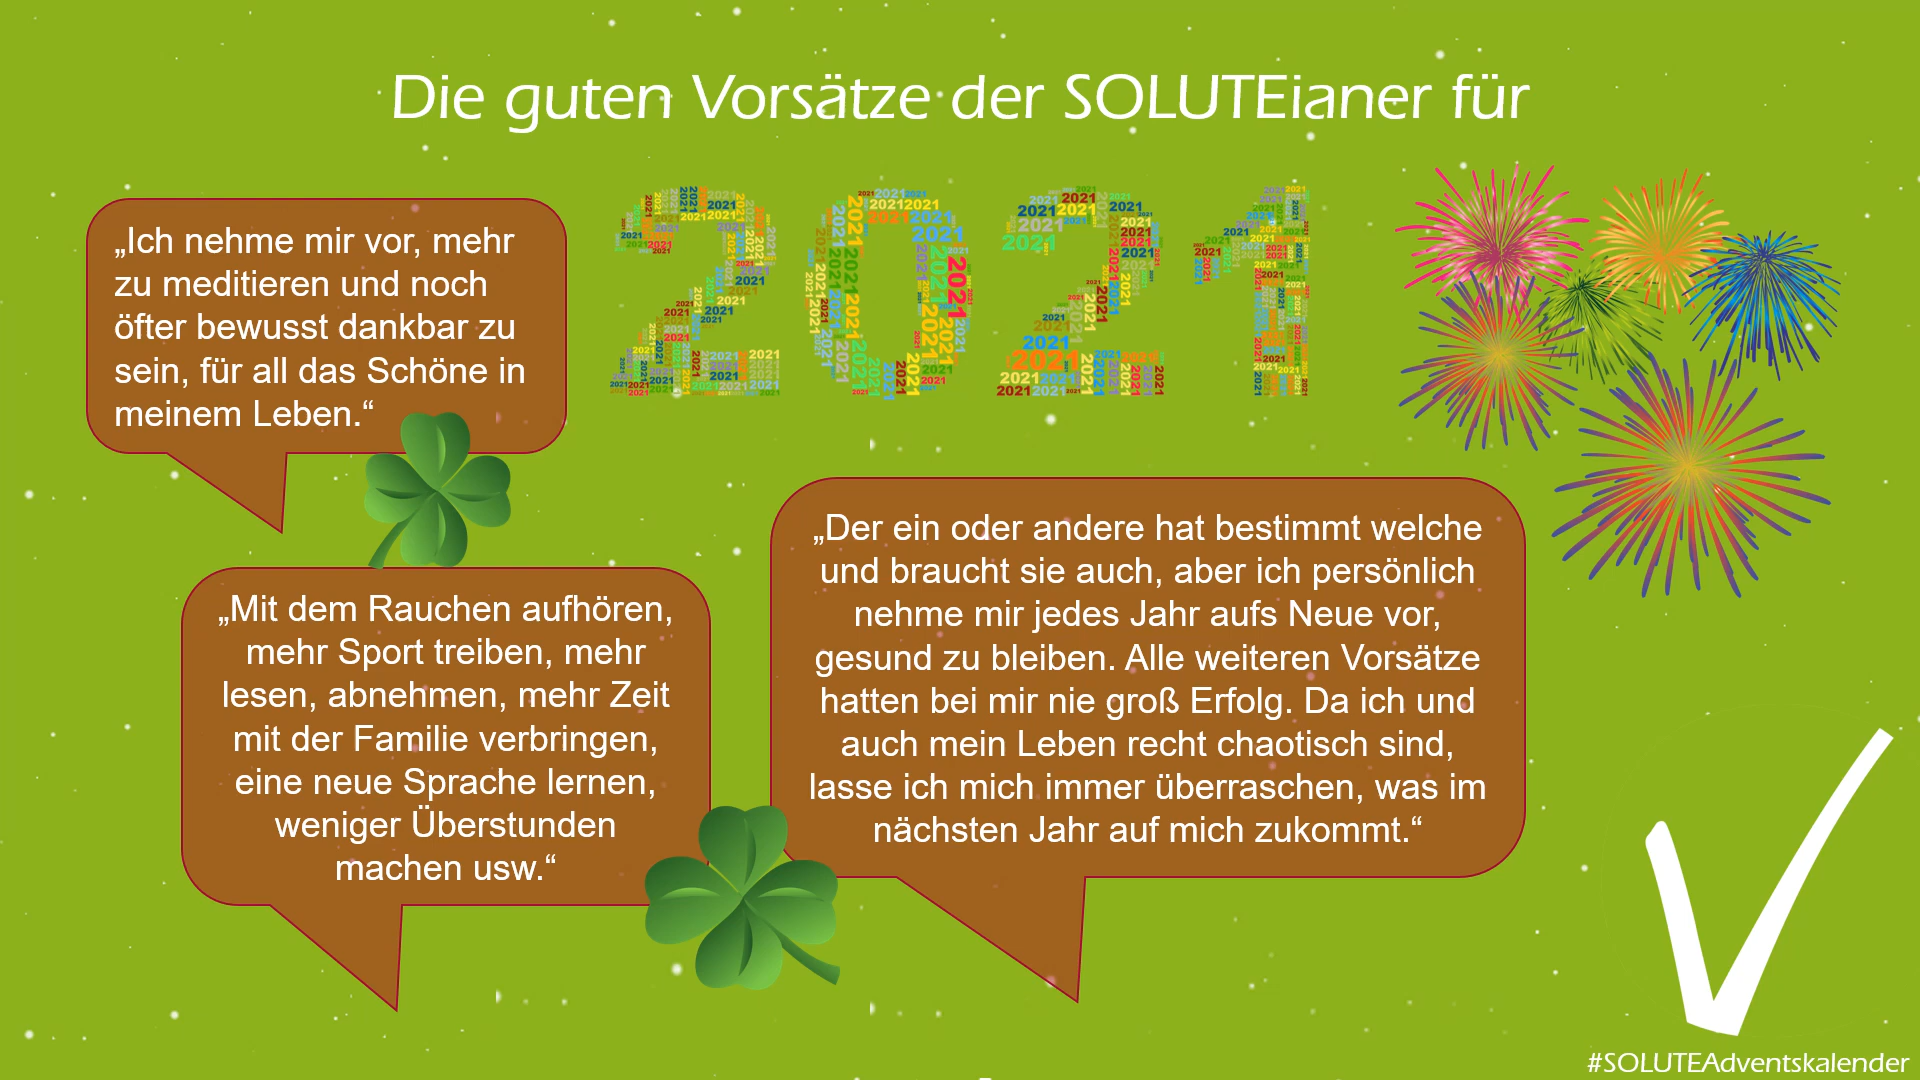 Die guten Vorsätze der SOLUTEianer für
2021
„Ich nehme mir vor, mehr
zu meditieren und noch
öfter bewusst dankbar zu
sein, für all das Schöne in
meinem Leben.“
„Mit dem Rauchen aufhören,
mehr Sport treiben, mehr
lesen, abnehmen, mehr Zeit
mit der Familie verbringen,
eine neue Sprache lernen,
weniger Überstunden
machen usw.“
„Der ein oder andere hat bestimmt welche
und braucht sie auch, aber ich persönlich
nehme mir jedes Jahr aufs Neue vor,
gesund zu bleiben. Alle weiteren Vorsätze
hatten bei mir nie groß Erfolg. Da ich und
auch mein Leben recht chaotisch sind,
lasse ich mich immer überraschen, was im
nächsten Jahr auf mich zukommt.“
#SOLUTEAdventskalender